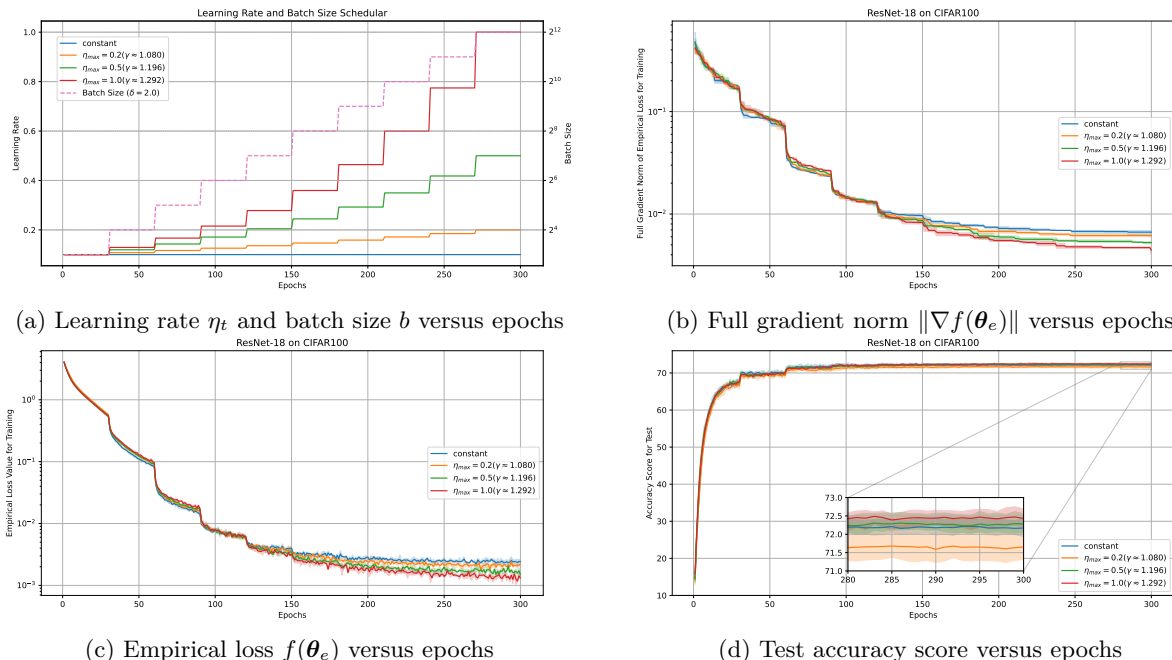 Learning Rate and Batch Size Schedular
constant
η_max = 0.2(γ ≈ 1.080)
η_max = 0.5(γ ≈ 1.196)
η_max = 1.0(γ ≈ 1.292)
Batch Size (δ = 2.0)
1.0
0.8
0.6
0.4
0.2
Learning Rate
2^12
2^10
2^8
2^6
2^4
Batch Size
0 50 100 150 200 250 300
Epochs
(a) Learning rate η_t and batch size b versus epochs
ResNet-18 on CIFAR100
constant
η_max = 0.2(γ ≈ 1.080)
η_max = 0.5(γ ≈ 1.196)
η_max = 1.0(γ ≈ 1.292)
10^−1
10^−2
Full Gradient Norm of Empirical Loss for Training
0 50 100 150 200 250 300
Epochs
(b) Full gradient norm ‖∇f(θ_e)‖ versus epochs
ResNet-18 on CIFAR100
constant
η_max = 0.2(γ ≈ 1.080)
η_max = 0.5(γ ≈ 1.196)
η_max = 1.0(γ ≈ 1.292)
10^0
10^−1
10^−2
10^−3
Empirical Loss Value for Training
0 50 100 150 200 250 300
Epochs
(c) Empirical loss f(θ_e) versus epochs
ResNet-18 on CIFAR100
70
60
50
40
30
20
10
Accuracy Score for Test
73.0
72.5
72.0
71.5
71.0
280 285 290 295 300
constant
η_max = 0.2(γ ≈ 1.080)
η_max = 0.5(γ ≈ 1.196)
η_max = 1.0(γ ≈ 1.292)
0 50 100 150 200 250 300
Epochs
(d) Test accuracy score versus epochs